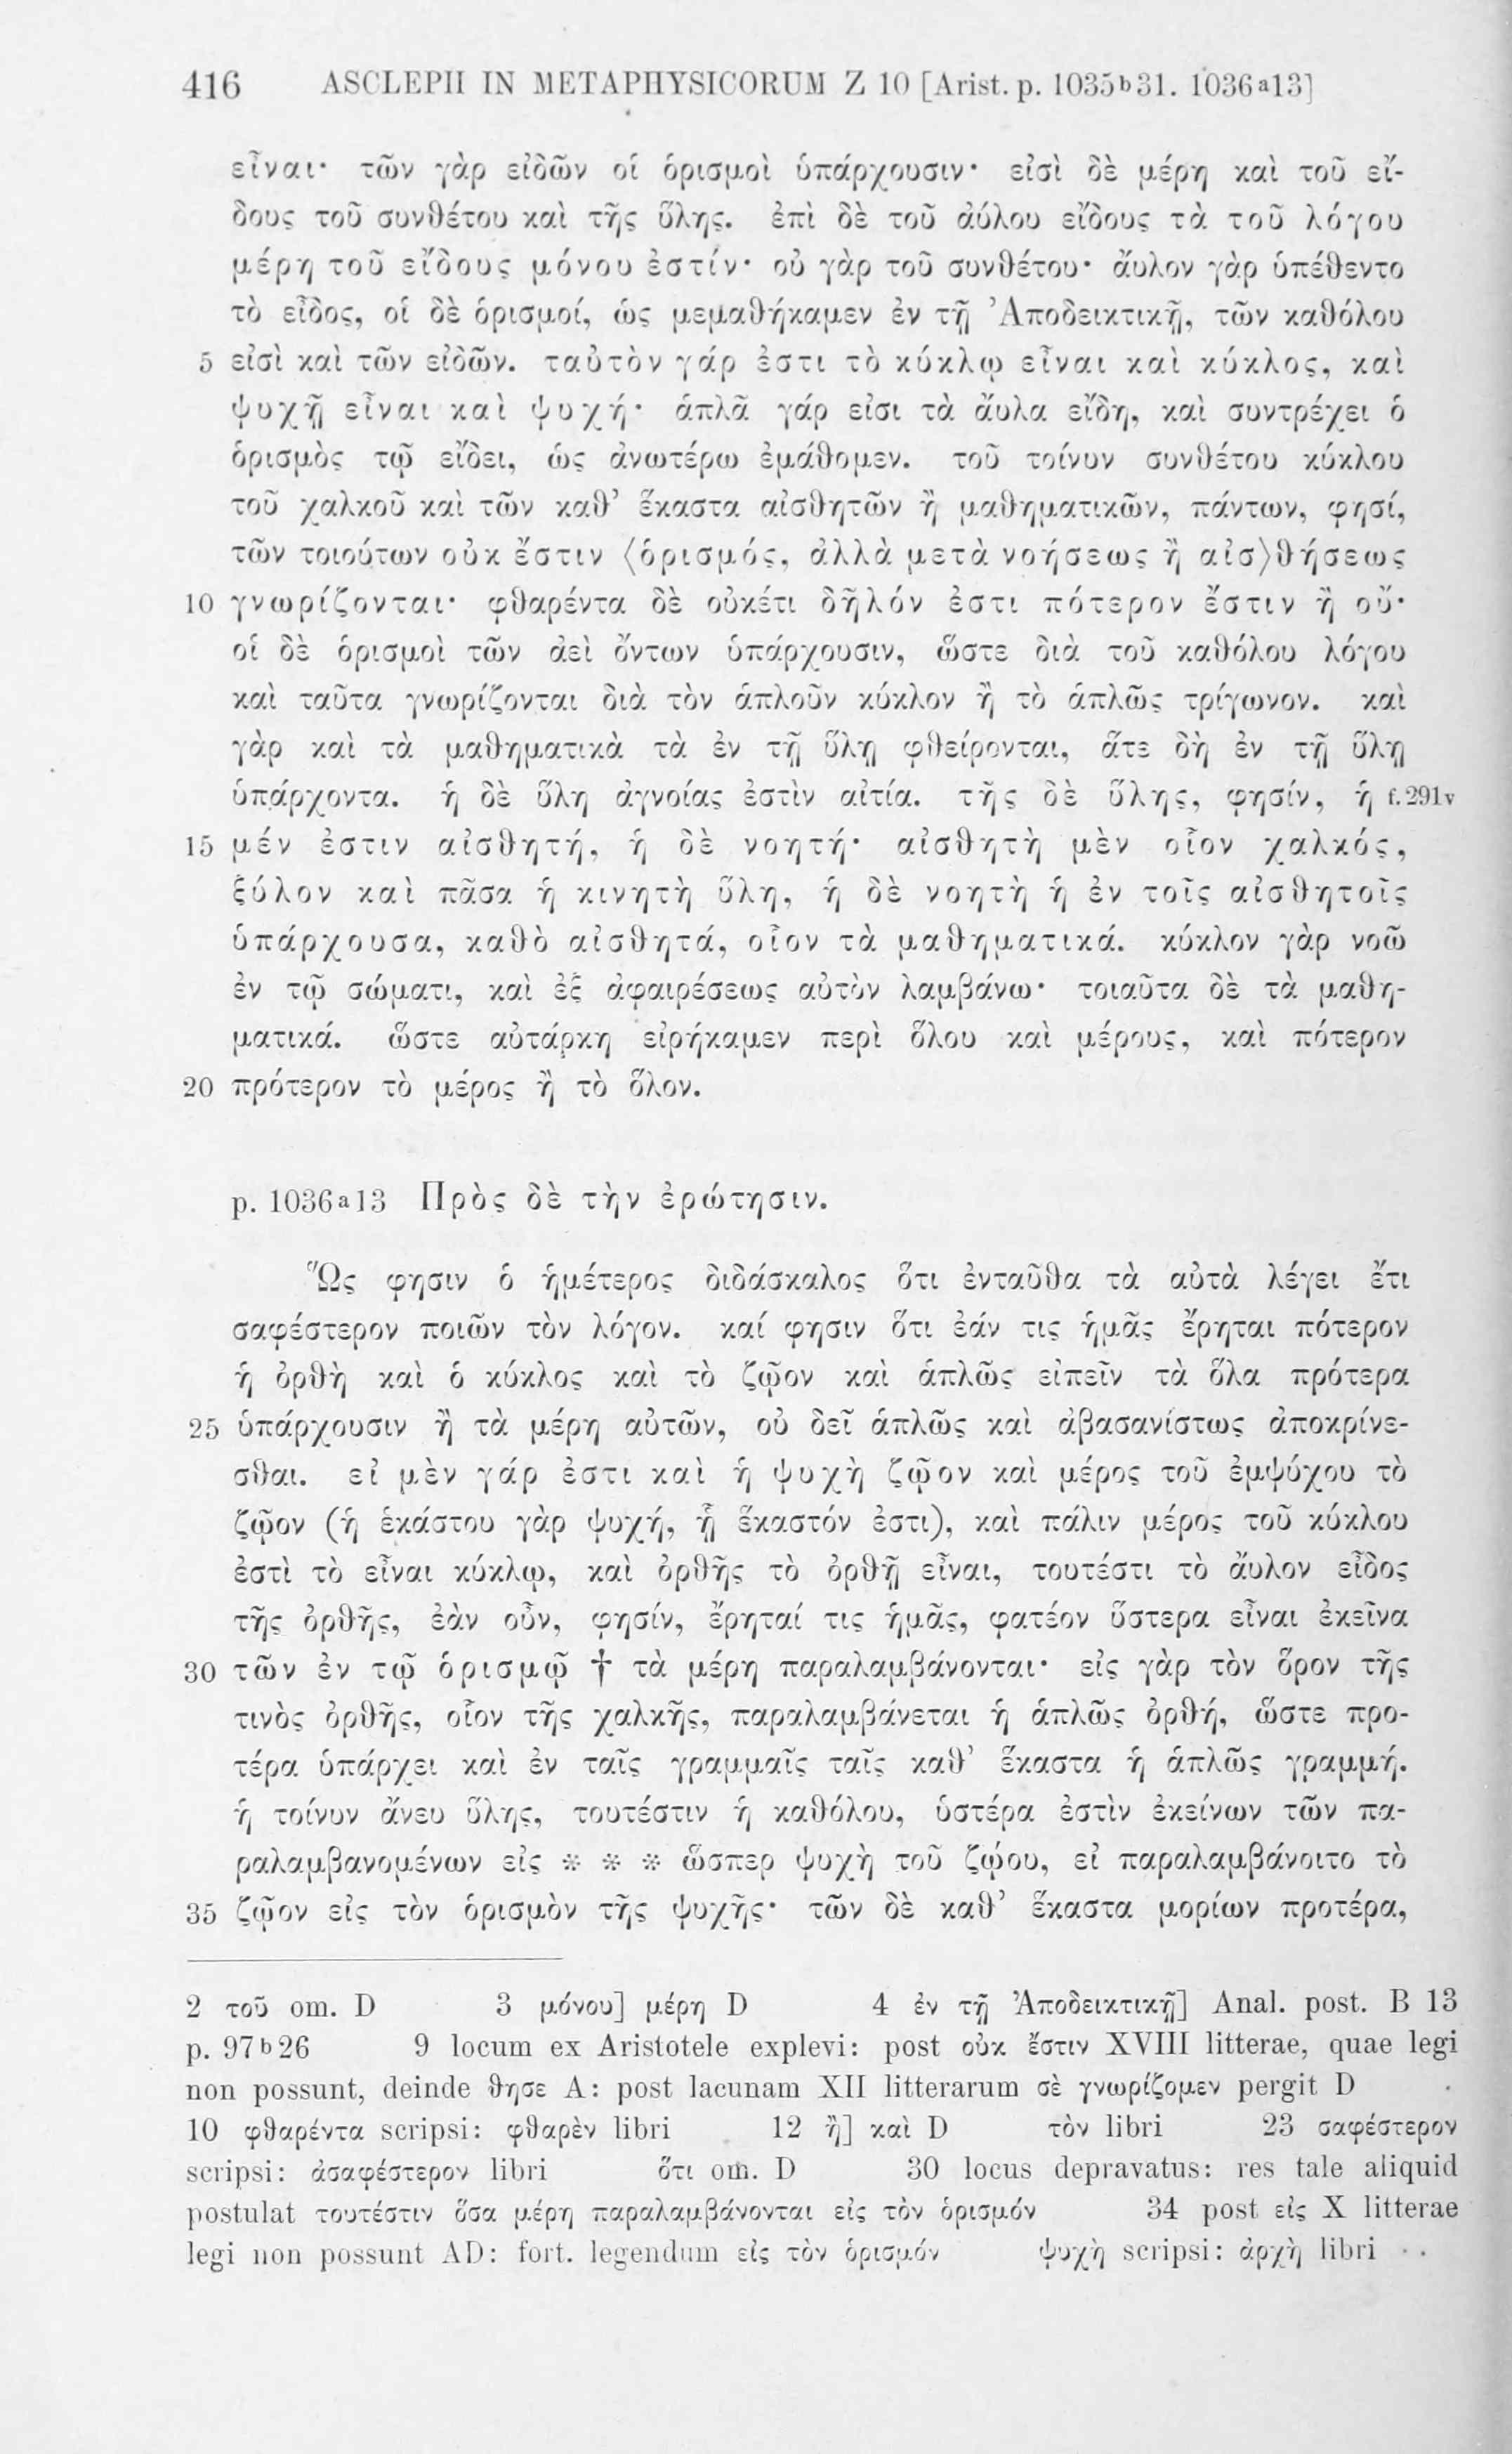 416 ASCLEPII IN METAPHYSICORUM Z 10 [Arist. p. 1035b31. 1036a13]
εἶναι· τῶν γὰρ εἰδῶν οἱ ὁρισμοὶ ὑπάρχουσιν· εἰσὶ δὲ μέρη καὶ τοῦ εἴ-
δους τοῦ συνθέτου καὶ τῆς ὕλης. ἐπὶ δὲ τοῦ ἀύλου εἴδους τὰ τοῦ λόγου
μέρη τοῦ εἴδους μόνου ἐστίν· οὐ γὰρ τοῦ συνθέτου· ἄυλον γὰρ ὑπέθεντο
τὸ εἶδος, οἱ δὲ ὁρισμοί, ὡς μεμαθήκαμεν ἐν τῇ Ἀποδεικτικῇ, τῶν καθόλου
5 εἰσὶ καὶ τῶν εἰδῶν. ταὐτὸν γάρ ἐστι τὸ κύκλῳ εἶναι καὶ κύκλος, καὶ
ψυχῇ εἶναι καὶ ψυχή· ἁπλᾶ γάρ εἰσι τὰ ἄυλα εἴδη, καὶ συντρέχει ὁ
ὁρισμὸς τῷ εἴδει, ὡς ἀνωτέρω ἐμάθομεν. τοῦ τοίνυν συνθέτου κύκλου
τοῦ χαλκοῦ καὶ τῶν καθ’ ἕκαστα αἰσθητῶν ἢ μαθηματικῶν, πάντων, φησί,
τῶν τοιούτων οὐκ ἔστιν ⟨ὁρισμός, ἀλλὰ μετὰ νοήσεως ἢ αἰσ⟩θήσεως
10 γνωρίζονται· φθαρέντα δὲ οὐκέτι δῆλόν ἐστι πότερον ἔστιν ἢ οὔ·
οἱ δὲ ὁρισμοὶ τῶν ἀεὶ ὄντων ὑπάρχουσιν, ὥστε διὰ τοῦ καθόλου λόγου
καὶ ταῦτα γνωρίζονται διὰ τὸν ἁπλοῦν κύκλον ἢ τὸ ἁπλῶς τρίγωνον. καὶ
γὰρ καὶ τὰ μαθηματικὰ τὰ ἐν τῇ ὕλῃ φθείρονται, ἅτε δὴ ἐν τῇ ὕλῃ
ὑπάρχοντα. ἡ δὲ ὕλη ἀγνοίας ἐστὶν αἰτία. τῆς δὲ ὕλης, φησίν, ἡ f.291v
15 μέν ἐστιν αἰσθητή, ἡ δὲ νοητή· αἰσθητὴ μὲν οἷον χαλκός,
ξύλον καὶ πᾶσα ἡ κινητὴ ὕλη, ἡ δὲ νοητὴ ἡ ἐν τοῖς αἰσθητοῖς
ὑπάρχουσα, καθὸ αἰσθητά, οἷον τὰ μαθηματικά. κύκλον γὰρ νοῶ
ἐν τῷ σώματι, καὶ ἐξ ἀφαιρέσεως αὐτὸν λαμβάνω· τοιαῦτα δὲ τὰ μαθη-
ματικά. ὥστε αὐτάρκη εἰρήκαμεν περὶ ὅλου καὶ μέρους, καὶ πότερον
20 πρότερον τὸ μέρος ἢ τὸ ὅλον.
p. 1036a13 Πρὸς δὲ τὴν ἐρώτησιν.
Ὥς φησιν ὁ ἡμέτερος διδάσκαλος ὅτι ἐνταῦθα τὰ αὐτὰ λέγει ἔτι
σαφέστερον ποιῶν τὸν λόγον. καί φησιν ὅτι ἐάν τις ἡμᾶς ἔρηται πότερον
ἡ ὀρθὴ καὶ ὁ κύκλος καὶ τὸ ζῷον καὶ ἁπλῶς εἰπεῖν τὰ ὅλα πρότερα
25 ὑπάρχουσιν ἢ τὰ μέρη αὐτῶν, οὐ δεῖ ἁπλῶς καὶ ἀβασανίστως ἀποκρίνε-
σθαι. εἰ μὲν γάρ ἐστι καὶ ἡ ψυχὴ ζῷον καὶ μέρος τοῦ ἐμψύχου τὸ
ζῷον (ἡ ἑκάστου γὰρ ψυχή, ᾗ ἕκαστόν ἐστι), καὶ πάλιν μέρος τοῦ κύκλου
ἐστὶ τὸ εἶναι κύκλῳ, καὶ ὀρθῆς τὸ ὀρθῇ εἶναι, τουτέστι τὸ ἄυλον εἶδος
τῆς ὀρθῆς, ἐὰν οὖν, φησίν, ἔρηταί τις ἡμᾶς, φατέον ὕστερα εἶναι ἐκεῖνα
30 τῶν ἐν τῷ ὁρισμῷ † τὰ μέρη παραλαμβάνονται· εἰς γὰρ τὸν ὅρον τῆς
τινὸς ὀρθῆς, οἷον τῆς χαλκῆς, παραλαμβάνεται ἡ ἁπλῶς ὀρθή, ὥστε προ-
τέρα ὑπάρχει καὶ ἐν ταῖς γραμμαῖς ταῖς καθ’ ἕκαστα ἡ ἁπλῶς γραμμή.
ἡ τοίνυν ἄνευ ὕλης, τουτέστιν ἡ καθόλου, ὑστέρα ἐστὶν ἐκείνων τῶν πα-
ραλαμβανομένων εἰς * * * ὥσπερ ψυχὴ τοῦ ζῴου, εἰ παραλαμβάνοιτο τὸ
35 ζῷον εἰς τὸν ὁρισμὸν τῆς ψυχῆς· τῶν δὲ καθ’ ἕκαστα μορίων προτέρα,
2 τοῦ om. D 3 μόνου] μέρη D 4 ἐν τῇ Ἀποδεικτικῇ] Anal. post. B 13
p. 97b26 9 locum ex Aristotele explevi: post οὐκ ἔστιν XVIII litterae, quae legi
non possunt, deinde θησε A: post lacunam XII litterarum σὲ γνωρίζομεν pergit D
10 φθαρέντα scripsi: φθαρὲν libri 12 ἢ] καὶ D τὸν libri 23 σαφέστερον
scripsi: ἀσαφέστερον libri ὅτι om. D 30 locus depravatus: res tale aliquid
postulat τουτέστιν ὅσα μέρη παραλαμβάνονται εἰς τὸν ὁρισμόν 34 post εἰς X litterae
legi non possunt AD: fort. legendum εἰς τὸν ὁρισμόν ψυχὴ scripsi: ἀρχὴ libri